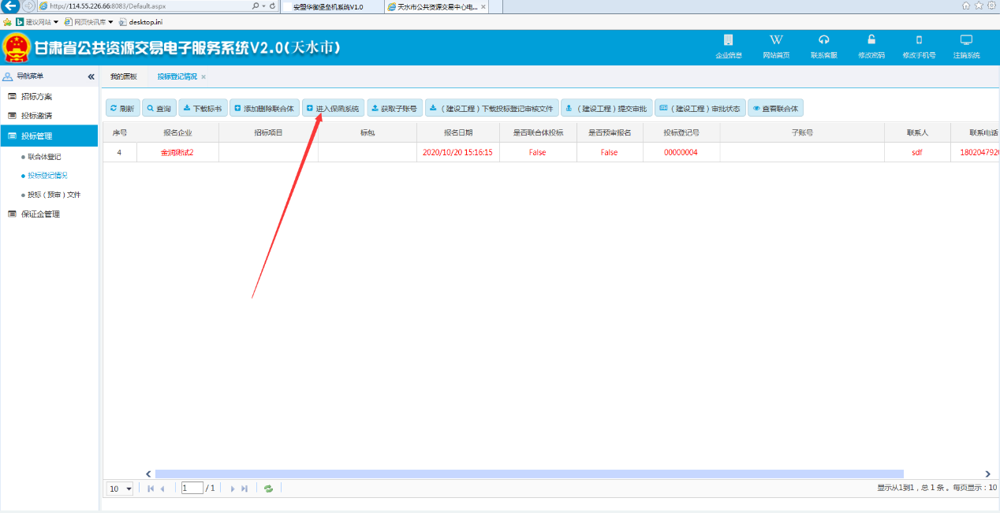 http://114.55.226.66:8083/Default.aspx
安盟华御堡垒机系统V1.0
天水市公共资源交易中心电...
建议网站
网页快讯库
desktop.ini
甘肃省公共资源交易电子服务系统V2.0(天水市)
企业信息
网站首页
联系客服
修改密码
修改手机号
注销系统
导航菜单
我的面板
投标登记情况
招标方案
投标邀请
投标管理
联合体登记
投标登记情况
投标（预审）文件
保证金管理
刷新
查询
下载标书
添加删除联合体
进入保函系统
获取子账号
（建设工程）下载投标登记审核文件
（建设工程）提交审批
（建设工程）审批状态
查看联合体
序号 报名企业 招标项目 标包 报名日期 是否联合体投标 是否预审报名 投标登记号 子账号 联系人 联系电话
4 金润测试2 2020/10/20 15:16:15 False False 00000004 sdf 1802047920
10 1 / 1
显示从1到1，总 1 条 。每页显示：10